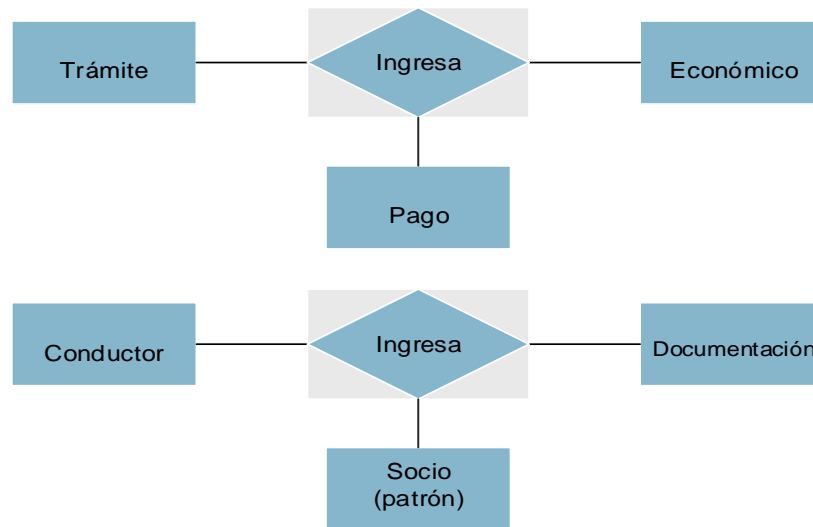 Trámite
Ingresa
Económico
Pago
Conductor
Ingresa
Documentación
Socio
(patrón)